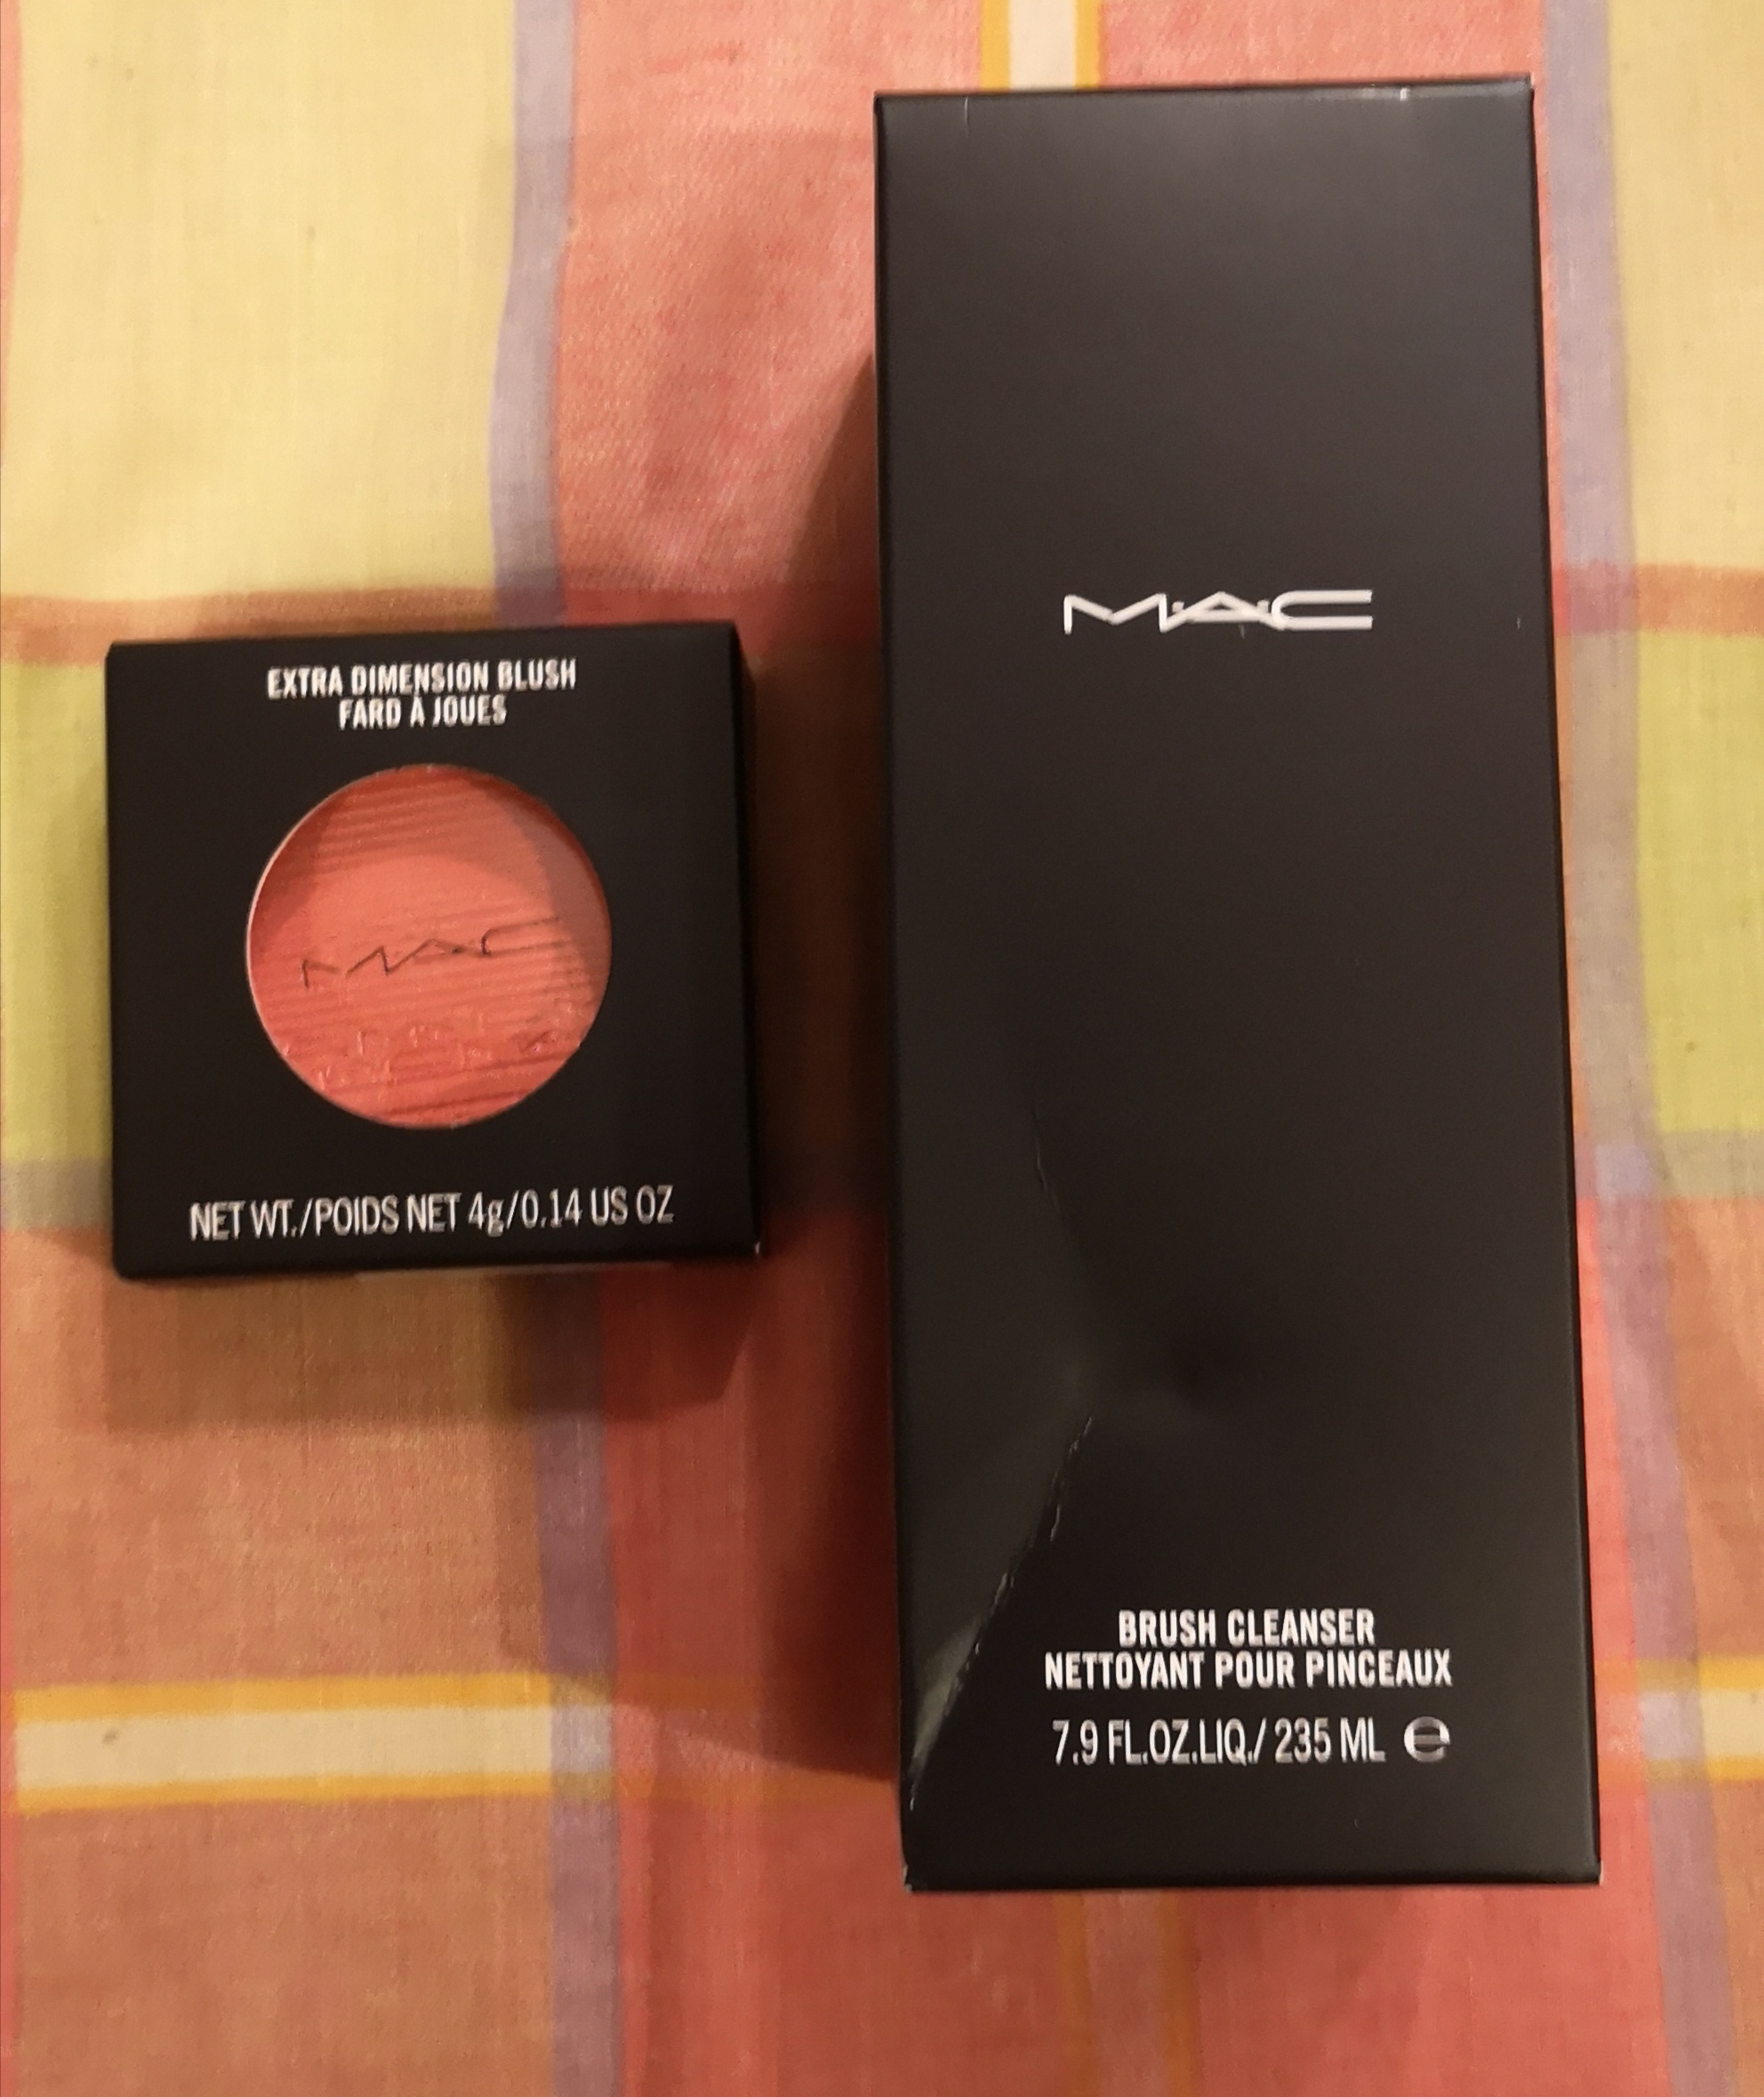 EXTRA DIMENSION BLUSH
FARD À JOUES
MAC
NET WT./POIDS NET 4g/0.14 US OZ
M·A·C
BRUSH CLEANSER
NETTOYANT POUR PINCEAUX
7.9 FL.OZ.LIQ./ 235 ML ℮